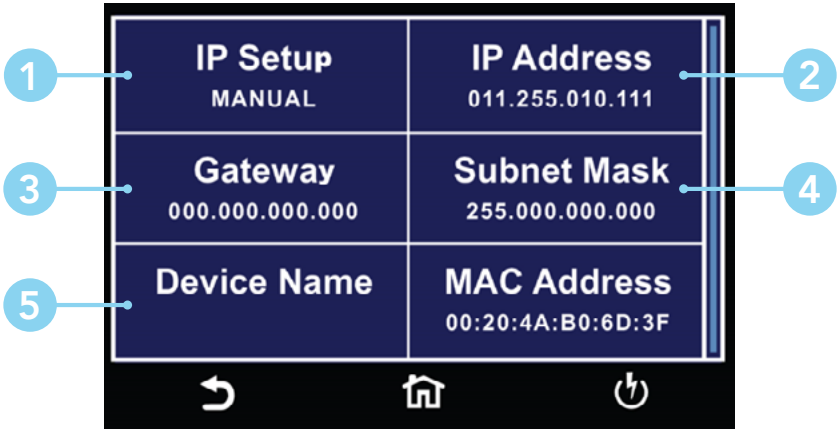 1
IP Setup
MANUAL
IP Address
011.255.010.111
2
3
Gateway
000.000.000.000
Subnet Mask
255.000.000.000
4
5
Device Name
MAC Address
00:20:4A:B0:6D:3F